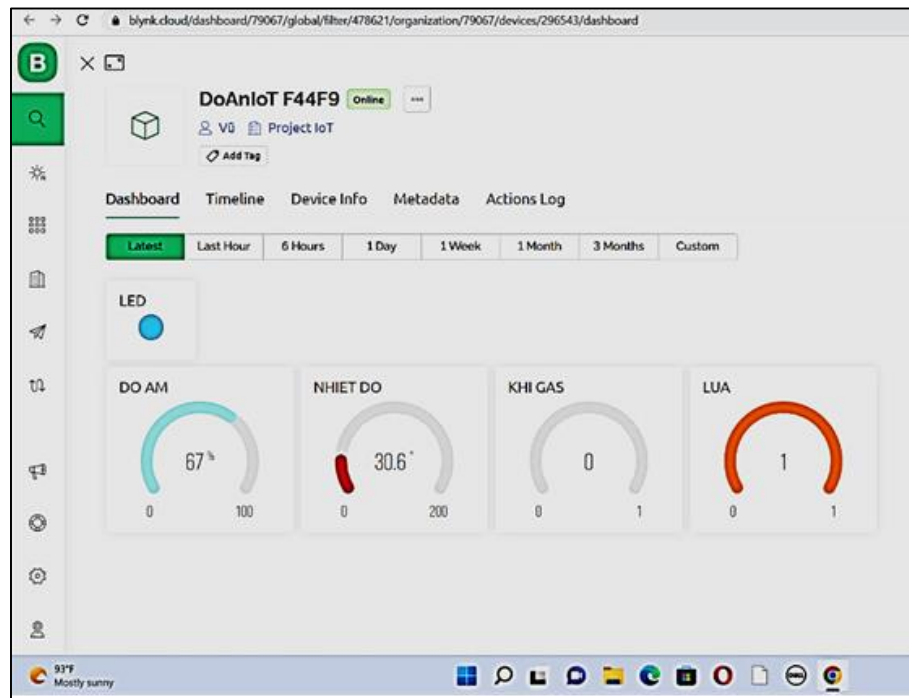 blynk.cloud/dashboard/79067/global/filter/478621/organization/79067/devices/296543/dashboard
B
DoAnIoT F44F9 Online
Vũ Project IoT
Add Tag
Dashboard Timeline Device Info Metadata Actions Log
Latest Last Hour 6 Hours 1 Day 1 Week 1 Month 3 Months Custom
LED
DO AM NHIET DO KHI GAS LUA
67 % 30.6 ° 0 1
0 100 0 200 0 1 0 1
93°F
Mostly sunny
DELL